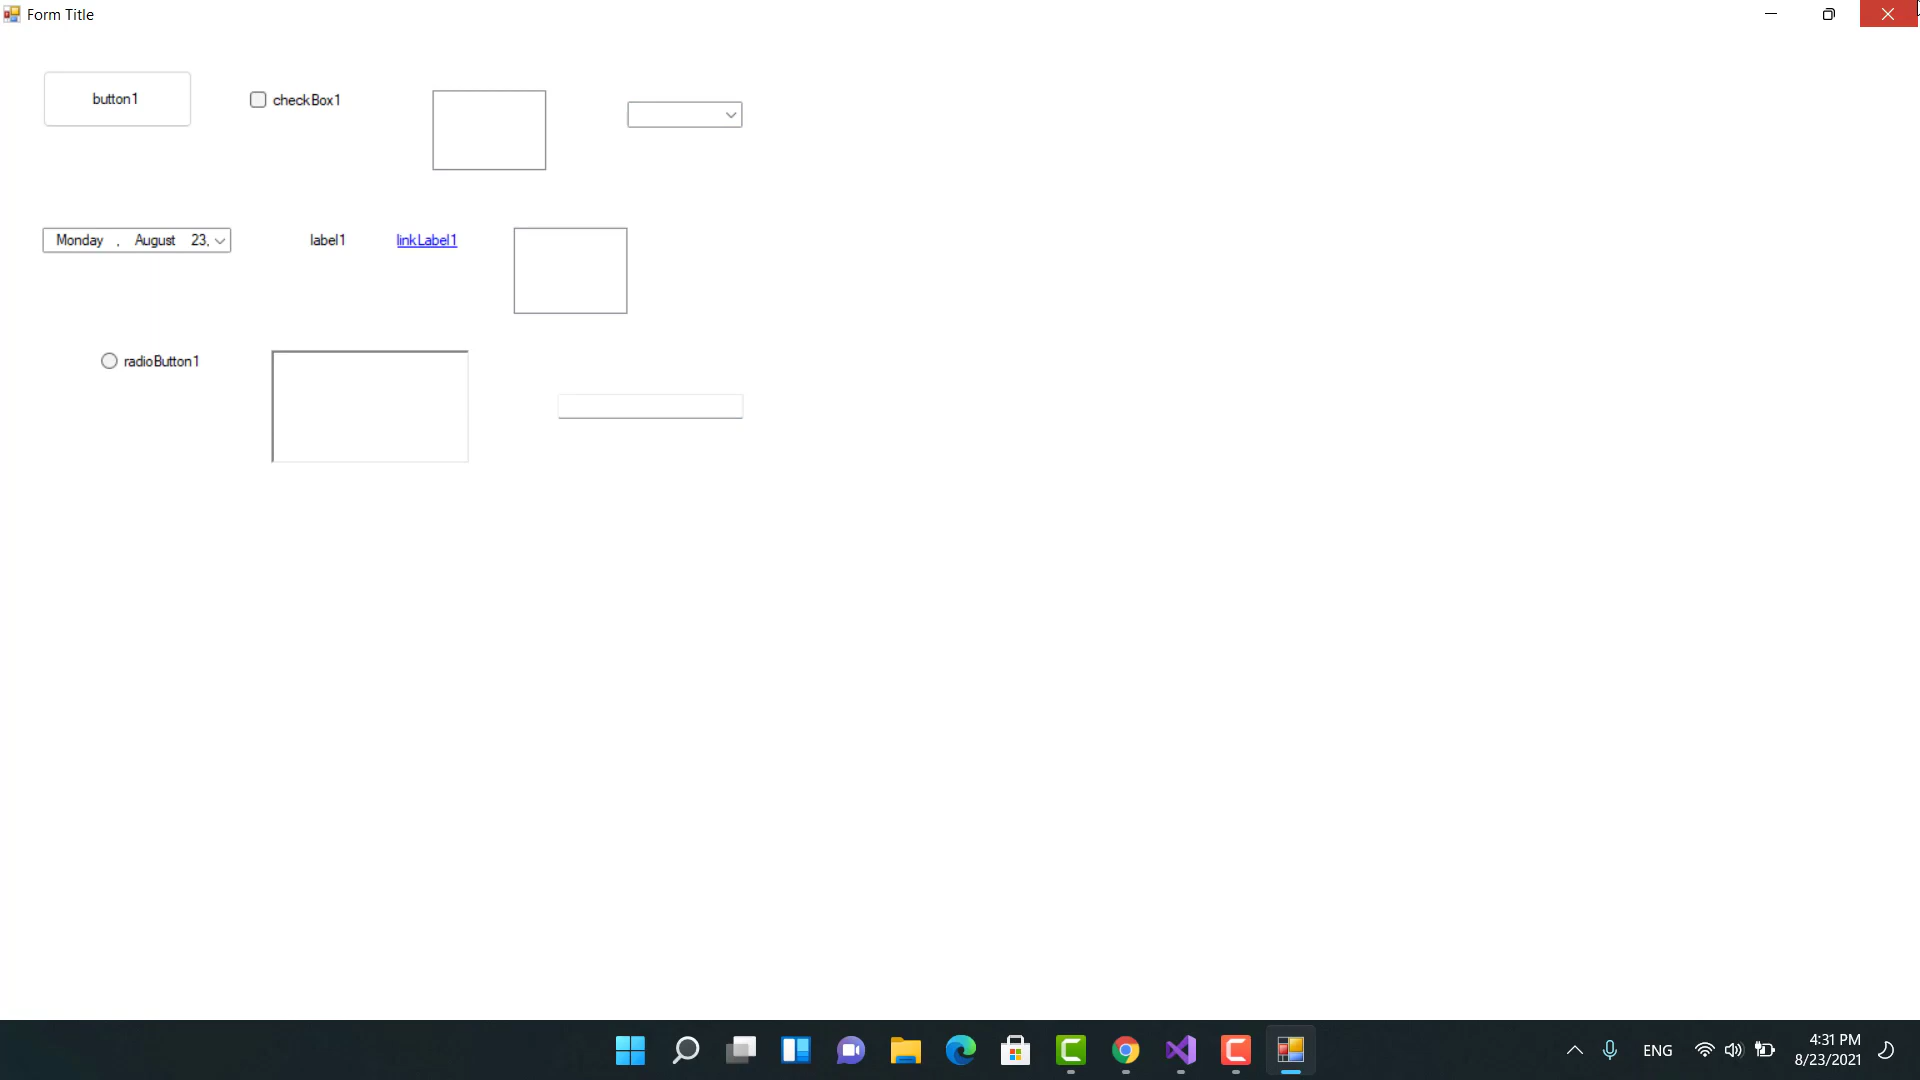 Form Title
button1
checkBox1
Monday , August 23,
label1
linkLabel1
radioButton1
ENG
4:31 PM
8/23/2021